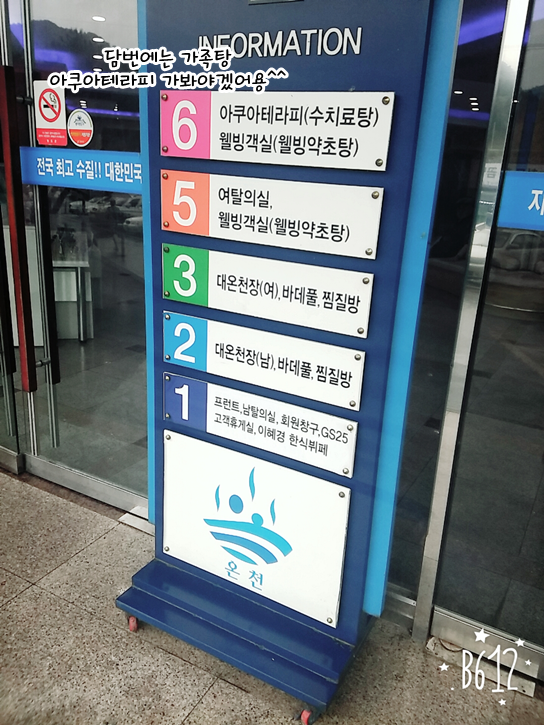 INFORMATION
담번에는 가족탕
아쿠아테라피 가봐야겠어용^^
6
아쿠아테라피(수치료탕)
웰빙객실(웰빙약초탕)
전국 최고 수질!! 대한민국
5
여탈의실,
웰빙객실(웰빙약초탕)
3
대온천장(여), 바데풀, 찜질방
2
대온천장(남), 바데풀, 찜질방
1
프런트,남탈의실, 회원창구,GS25
고객휴게실, 이혜경 한식뷔페
온천
B612